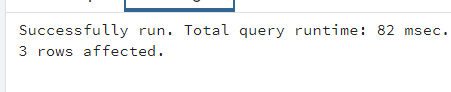 Successfully run. Total query runtime: 82 msec.
3 rows affected.